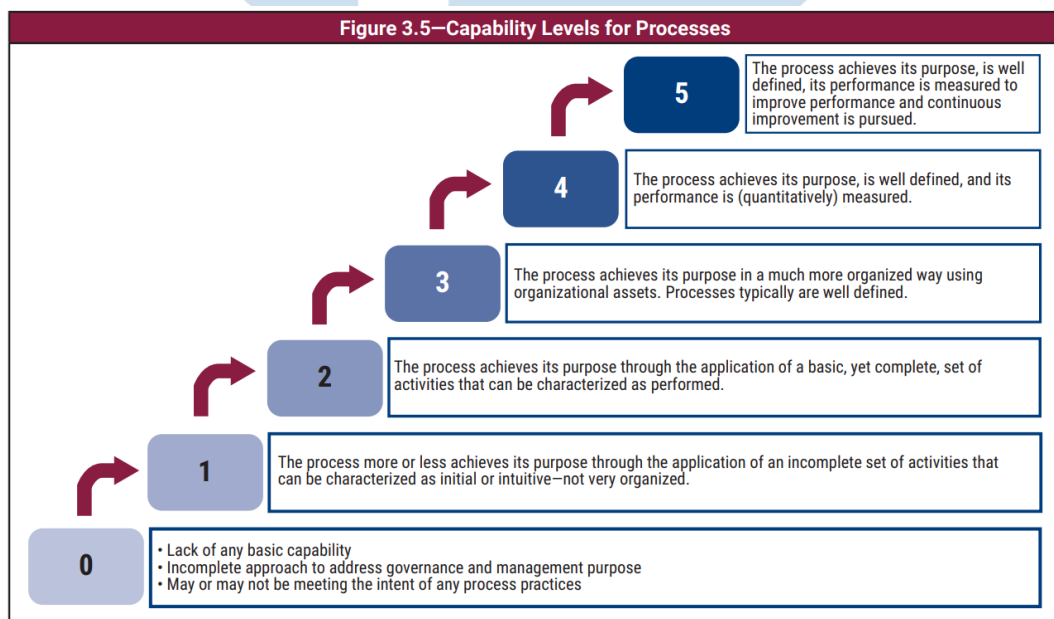 Figure 3.5—Capability Levels for Processes
5
The process achieves its purpose, is well
defined, its performance is measured to
improve performance and continuous
improvement is pursued.
4
The process achieves its purpose, is well defined, and its
performance is (quantitatively) measured.
3
The process achieves its purpose in a much more organized way using
organizational assets. Processes typically are well defined.
2
The process achieves its purpose through the application of a basic, yet complete, set of
activities that can be characterized as performed.
1
The process more or less achieves its purpose through the application of an incomplete set of activities that
can be characterized as initial or intuitive—not very organized.
0
• Lack of any basic capability
• Incomplete approach to address governance and management purpose
• May or may not be meeting the intent of any process practices